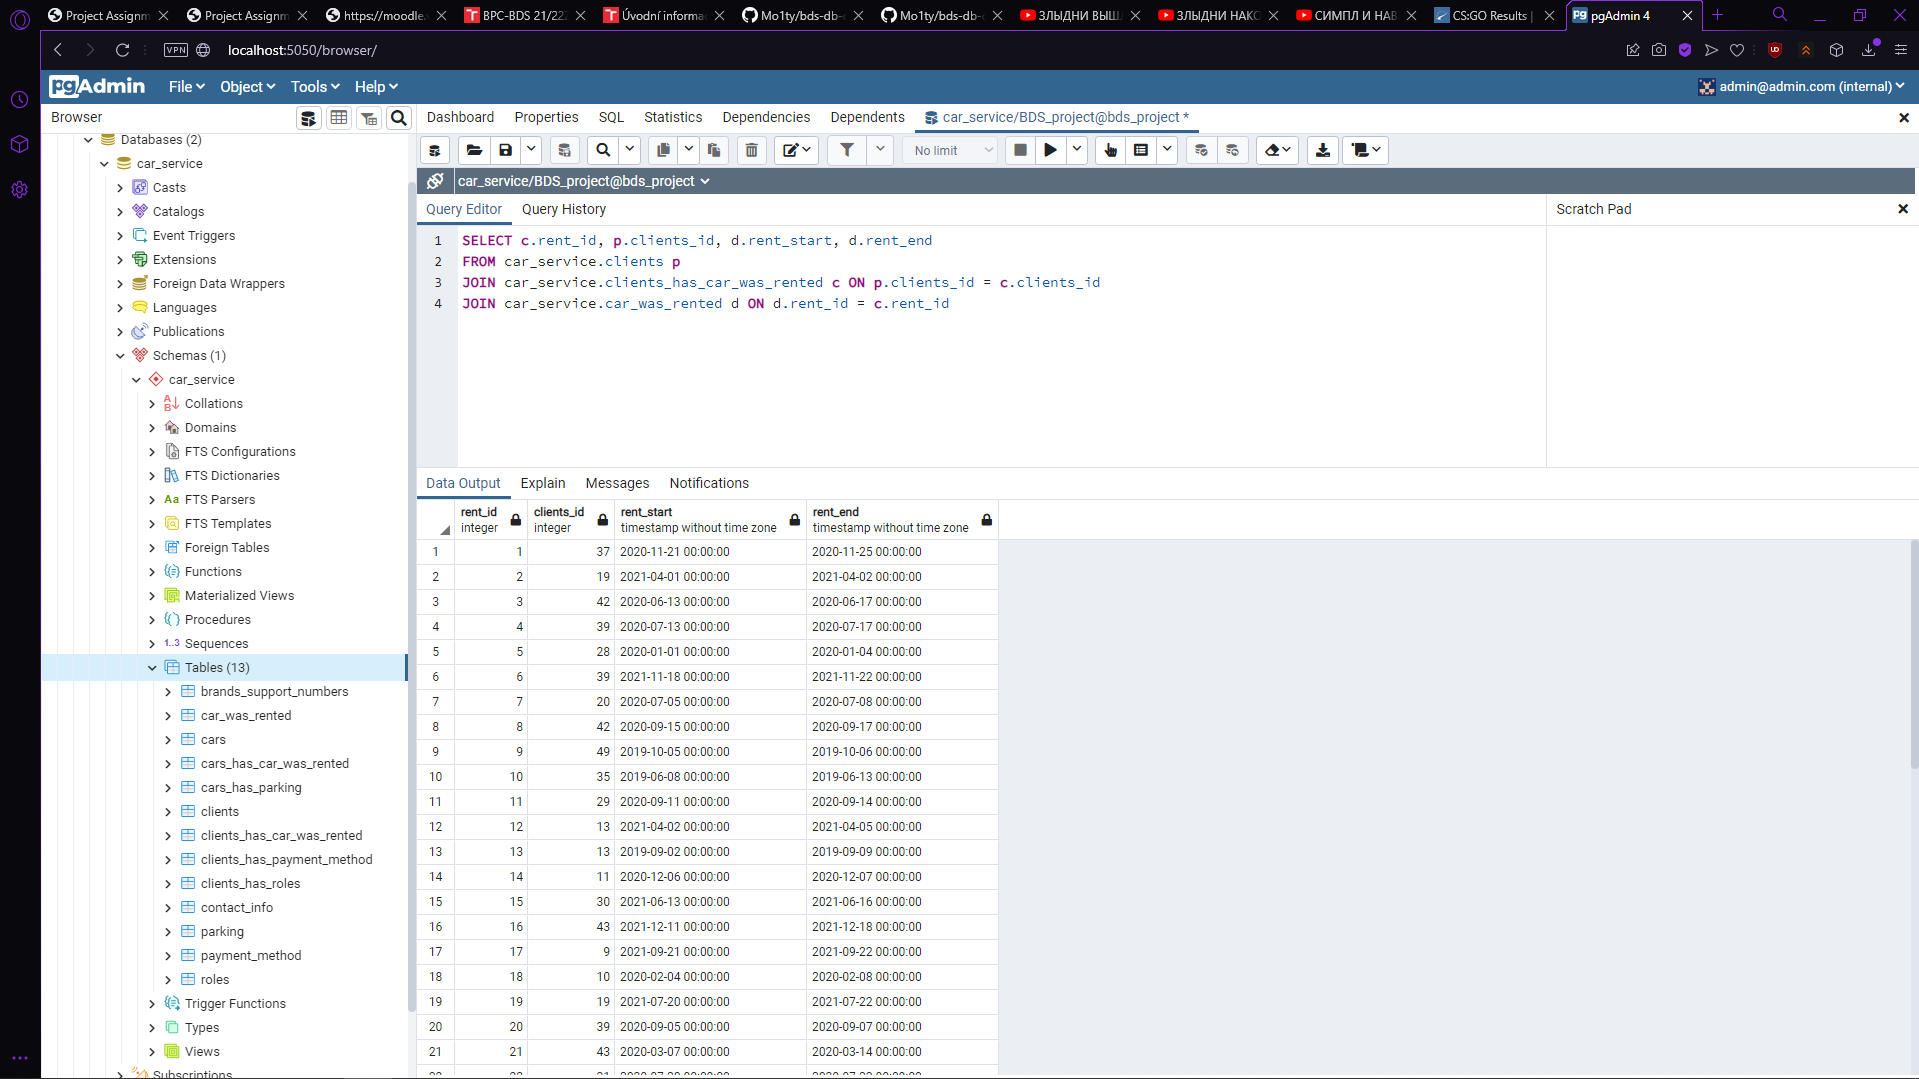 Project Assignm
Project Assignm
https://moodle.
BPC-BDS 21/22
Úvodní informa
Mo1ty/bds-db-
Mo1ty/bds-db-
ЗЛЫДНИ ВЫШ
ЗЛЫДНИ НАКО
СИМПЛ И НАВ
CS:GO Results |
pgAdmin 4
VPN
localhost:5050/browser/
pgAdmin
File
Object
Tools
Help
admin@admin.com (internal)
Browser
Dashboard
Properties
SQL
Statistics
Dependencies
Dependents
car_service/BDS_project@bds_project *
No limit
car_service/BDS_project@bds_project
Query Editor
Query History
Scratch Pad
1 SELECT c.rent_id, p.clients_id, d.rent_start, d.rent_end
2 FROM car_service.clients p
3 JOIN car_service.clients_has_car_was_rented c ON p.clients_id = c.clients_id
4 JOIN car_service.car_was_rented d ON d.rent_id = c.rent_id
Databases (2)
car_service
Casts
Catalogs
Event Triggers
Extensions
Foreign Data Wrappers
Languages
Publications
Schemas (1)
car_service
Collations
Domains
FTS Configurations
FTS Dictionaries
Aa FTS Parsers
FTS Templates
Foreign Tables
Functions
Materialized Views
Procedures
1..3 Sequences
Tables (13)
brands_support_numbers
car_was_rented
cars
cars_has_car_was_rented
cars_has_parking
clients
clients_has_car_was_rented
clients_has_payment_method
clients_has_roles
contact_info
parking
payment_method
roles
Trigger Functions
Types
Views
Subscriptions
Data Output
Explain
Messages
Notifications
rent_id clients_id rent_start rent_end
integer integer timestamp without time zone timestamp without time zone
1 1 37 2020-11-21 00:00:00 2020-11-25 00:00:00
2 2 19 2021-04-01 00:00:00 2021-04-02 00:00:00
3 3 42 2020-06-13 00:00:00 2020-06-17 00:00:00
4 4 39 2020-07-13 00:00:00 2020-07-17 00:00:00
5 5 28 2020-01-01 00:00:00 2020-01-04 00:00:00
6 6 39 2021-11-18 00:00:00 2021-11-22 00:00:00
7 7 20 2020-07-05 00:00:00 2020-07-08 00:00:00
8 8 42 2020-09-15 00:00:00 2020-09-17 00:00:00
9 9 49 2019-10-05 00:00:00 2019-10-06 00:00:00
10 10 35 2019-06-08 00:00:00 2019-06-13 00:00:00
11 11 29 2020-09-11 00:00:00 2020-09-14 00:00:00
12 12 13 2021-04-02 00:00:00 2021-04-05 00:00:00
13 13 13 2019-09-02 00:00:00 2019-09-09 00:00:00
14 14 11 2020-12-06 00:00:00 2020-12-07 00:00:00
15 15 30 2021-06-13 00:00:00 2021-06-16 00:00:00
16 16 43 2021-12-11 00:00:00 2021-12-18 00:00:00
17 17 9 2021-09-21 00:00:00 2021-09-22 00:00:00
18 18 10 2020-02-04 00:00:00 2020-02-08 00:00:00
19 19 19 2021-07-20 00:00:00 2021-07-22 00:00:00
20 20 39 2020-09-05 00:00:00 2020-09-07 00:00:00
21 21 43 2020-03-07 00:00:00 2020-03-14 00:00:00